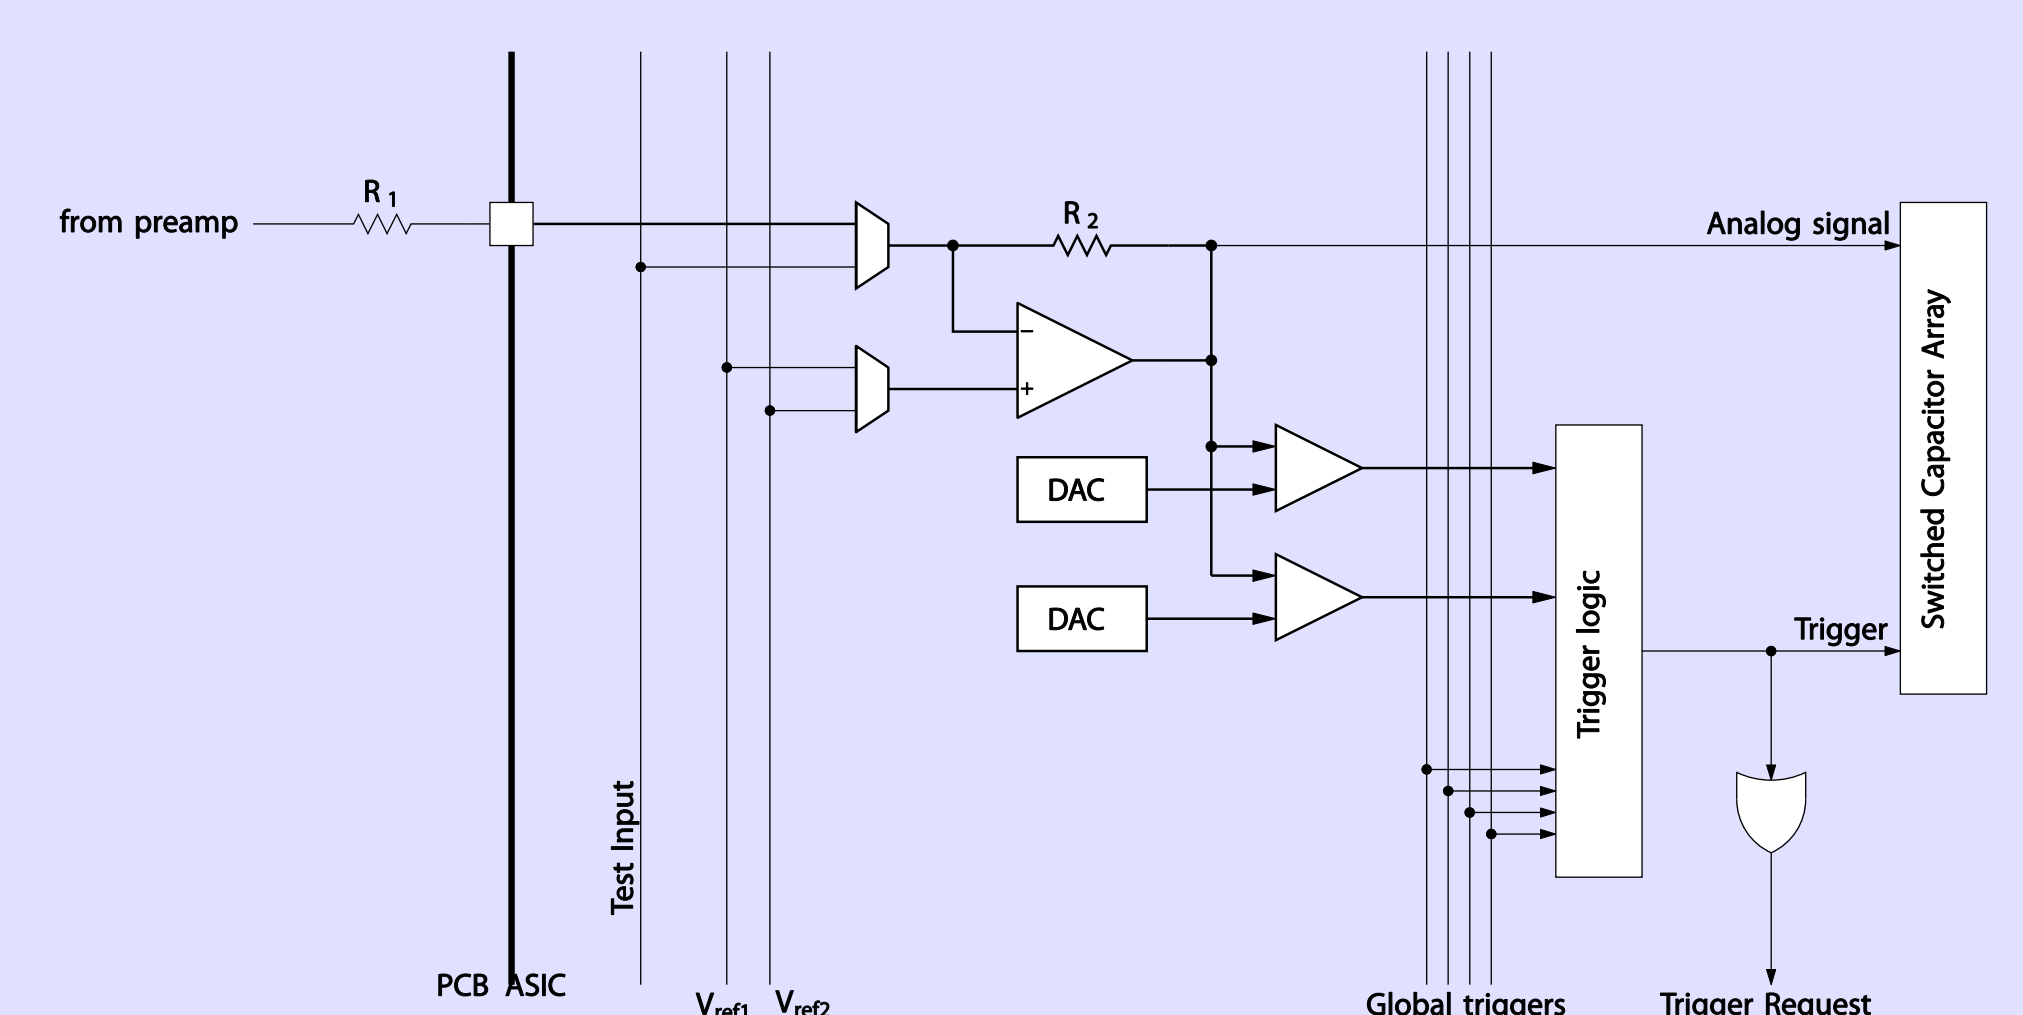 from preamp
R 1
R 2
Analog signal
Switched Capacitor Array
−
+
DAC
DAC
Trigger logic
Trigger
Test Input
PCB ASIC
Vref1
Vref2
Global triggers
Trigger Request